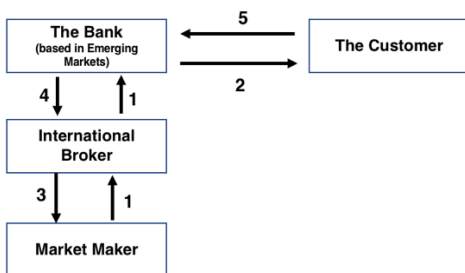 5
The Bank
(based in Emerging
Markets)
The Customer
2
4
1
International
Broker
3
1
Market Maker